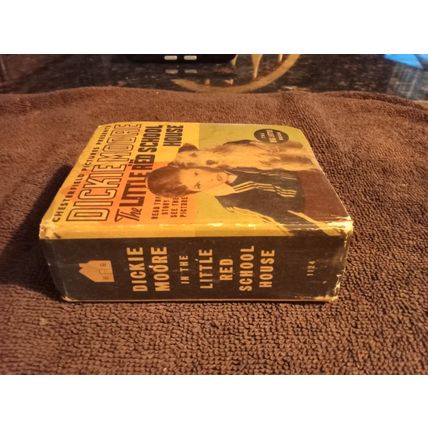 CHESTERFIELD PICTURES PRESENTS
DICKIE MOORE
IN
The LITTLE RED SCHOOL
HOUSE
READ THE
STORY
SEE THE
PICTURE
DICKIE
MOORE
IN THE
LITTLE
RED
SCHOOL
HOUSE
1124